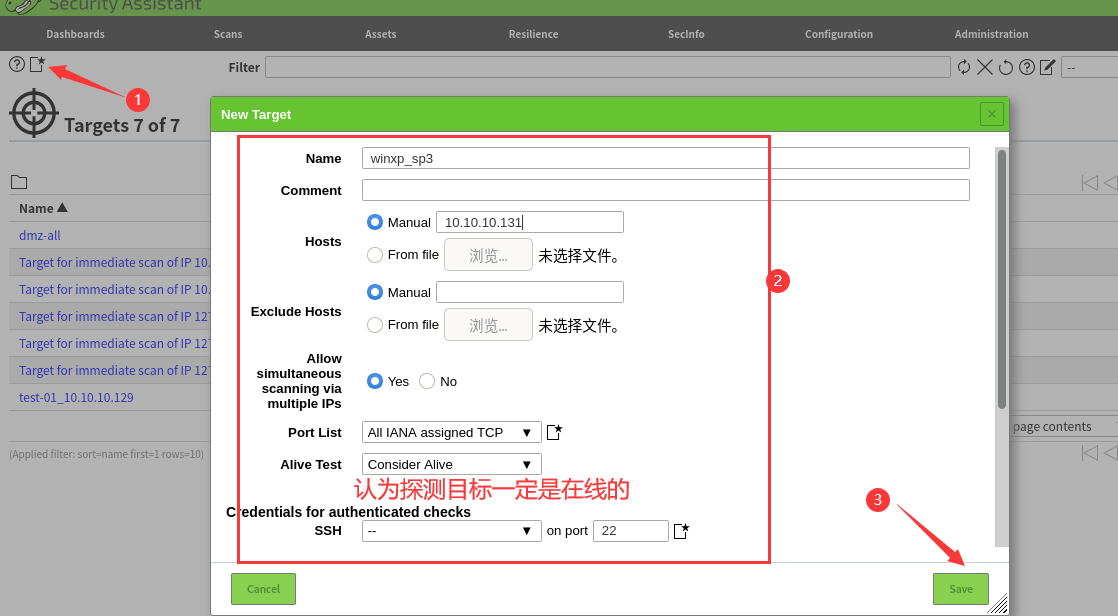 Security Assistant
Dashboards Scans Assets Resilience SecInfo Configuration Administration
Filter --
1
Targets 7 of 7
New Target
Name winxp_sp3
Comment
Hosts Manual 10.10.10.131
From file 浏览... 未选择文件。
2
Exclude Hosts Manual
From file 浏览... 未选择文件。
Allow
simultaneous
scanning via
multiple IPs
Yes No
Port List All IANA assigned TCP ▼
Alive Test Consider Alive ▼
认为探测目标一定是在线的
Credentials for authenticated checks
SSH -- ▼ on port 22
3
Cancel Save
Name ▲
dmz-all
Target for immediate scan of IP 10.
Target for immediate scan of IP 10.
Target for immediate scan of IP 127
Target for immediate scan of IP 127
Target for immediate scan of IP 127
test-01_10.10.10.129
page contents
(Applied filter: sort=name first=1 rows=10)